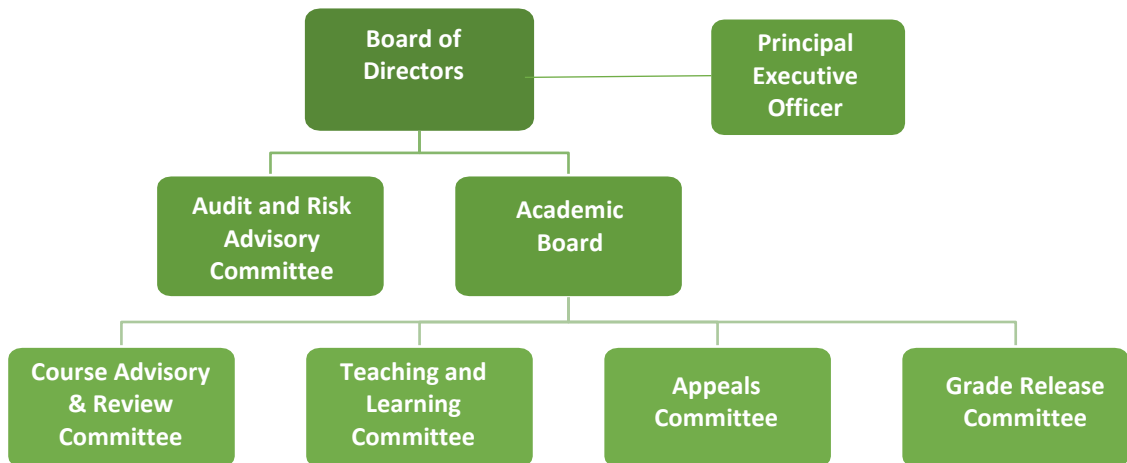 Board of
Directors
Principal
Executive
Officer
Audit and Risk
Advisory
Committee
Academic
Board
Course Advisory
& Review
Committee
Teaching and
Learning
Committee
Appeals
Committee
Grade Release
Committee